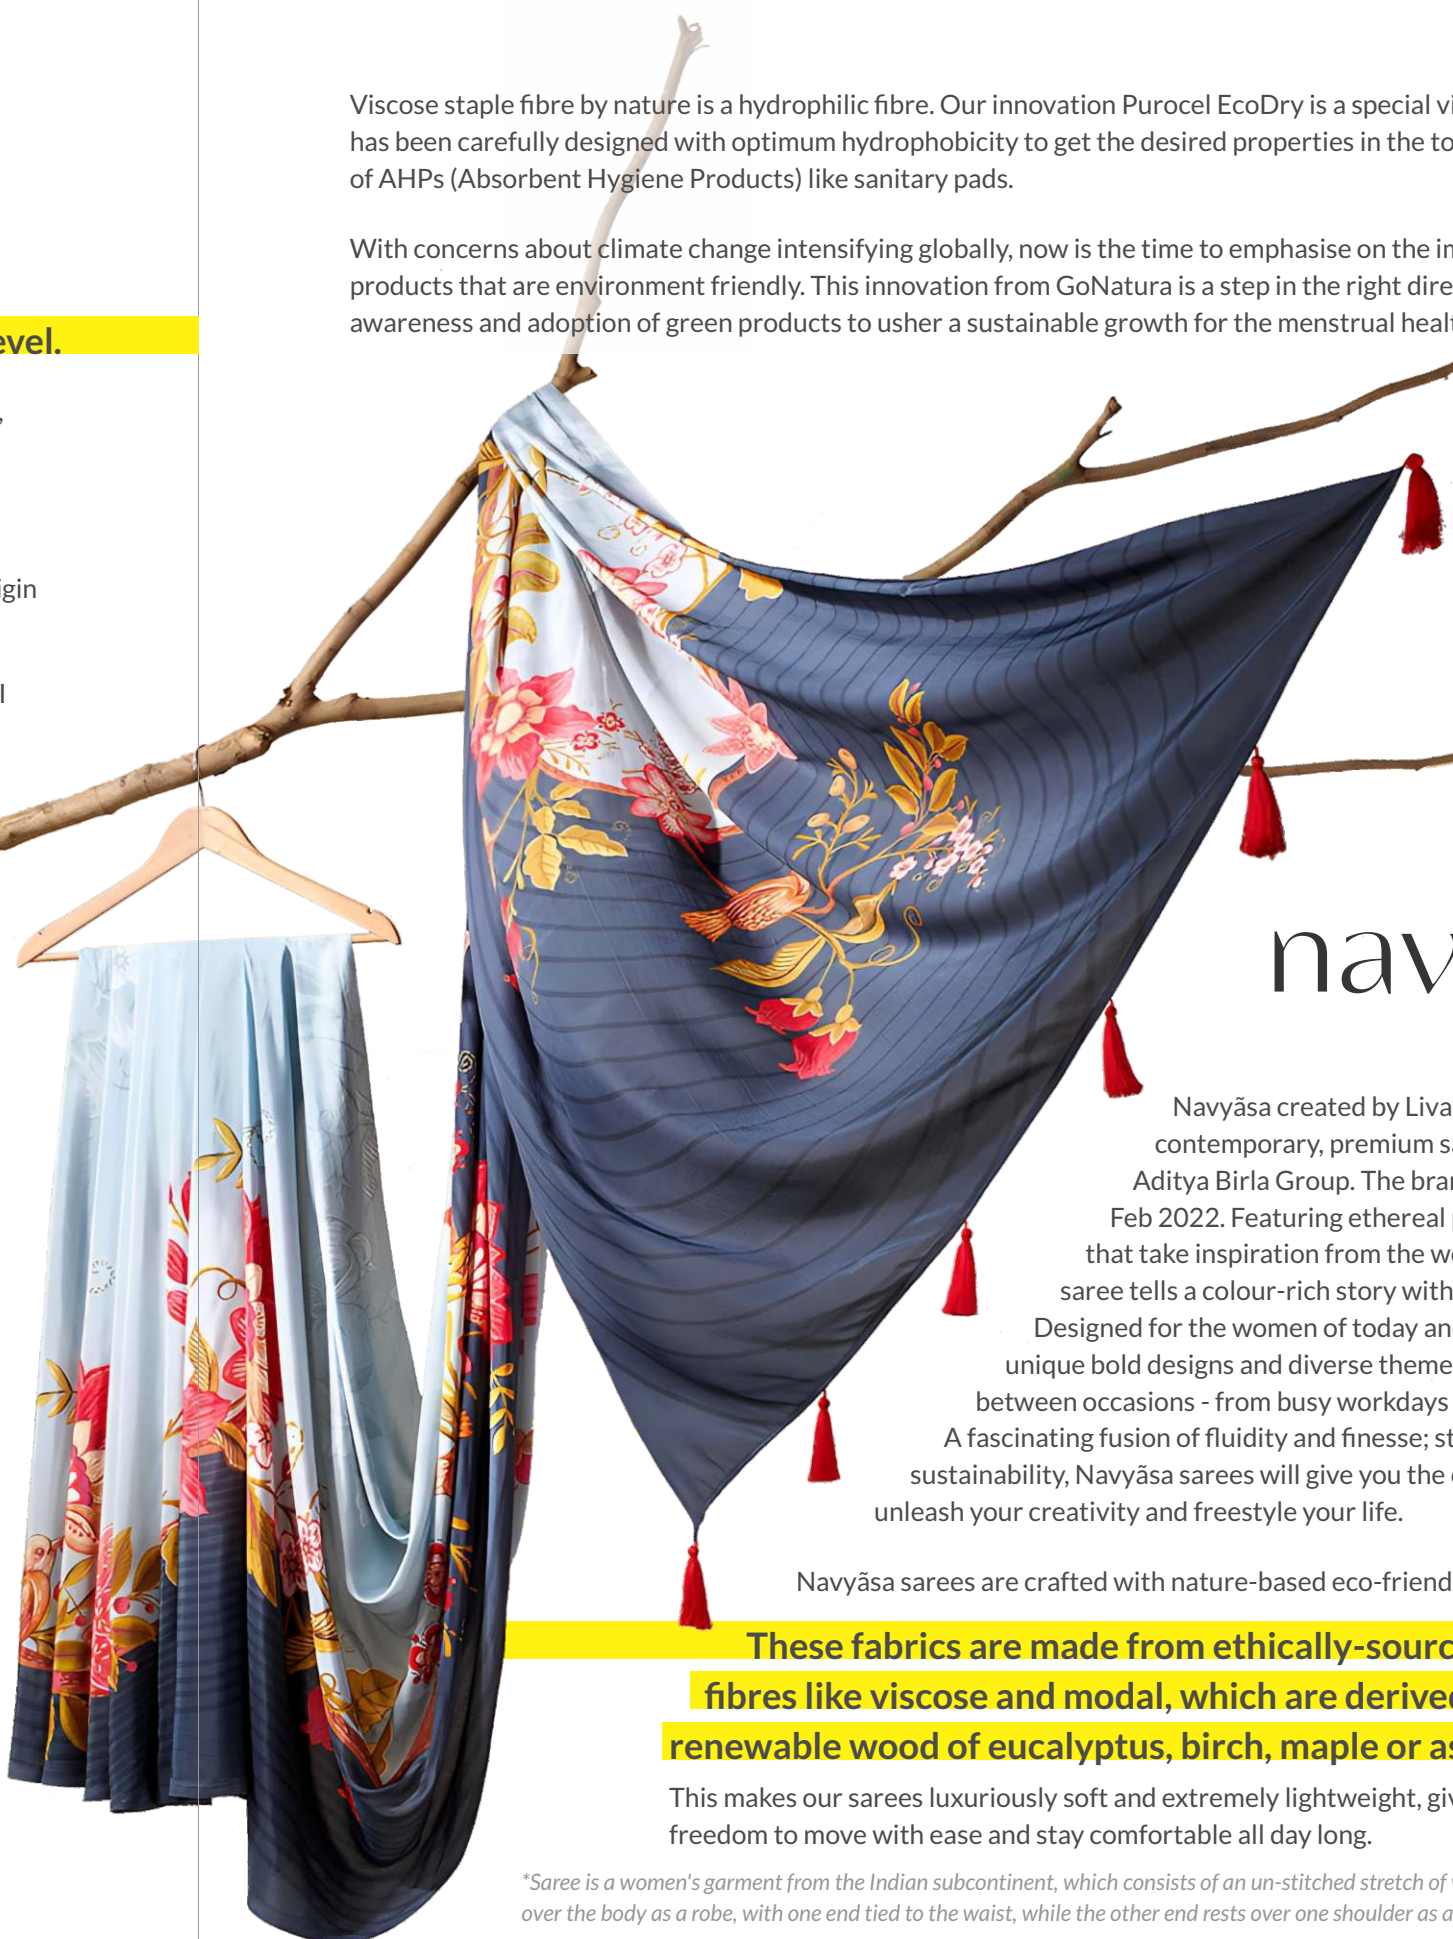 evel.
,
igin
l
Viscose staple fibre by nature is a hydrophilic fibre. Our innovation Purocel EcoDry is a special vi
has been carefully designed with optimum hydrophobicity to get the desired properties in the to
of AHPs (Absorbent Hygiene Products) like sanitary pads.
With concerns about climate change intensifying globally, now is the time to emphasise on the im
products that are environment friendly. This innovation from GoNatura is a step in the right dire
awareness and adoption of green products to usher a sustainable growth for the menstrual healt
nav
Navyãsa created by Liva
contemporary, premium sa
Aditya Birla Group. The bran
Feb 2022. Featuring ethereal p
that take inspiration from the wo
saree tells a colour-rich story with
Designed for the women of today and
unique bold designs and diverse theme
between occasions - from busy workdays
A fascinating fusion of fluidity and finesse; st
sustainability, Navyãsa sarees will give you the c
unleash your creativity and freestyle your life.
Navyãsa sarees are crafted with nature-based eco-friend
These fabrics are made from ethically-sourc
fibres like viscose and modal, which are derived
renewable wood of eucalyptus, birch, maple or as
This makes our sarees luxuriously soft and extremely lightweight, giv
freedom to move with ease and stay comfortable all day long.
*Saree is a women's garment from the Indian subcontinent, which consists of an un-stitched stretch of
over the body as a robe, with one end tied to the waist, while the other end rests over one shoulder as a